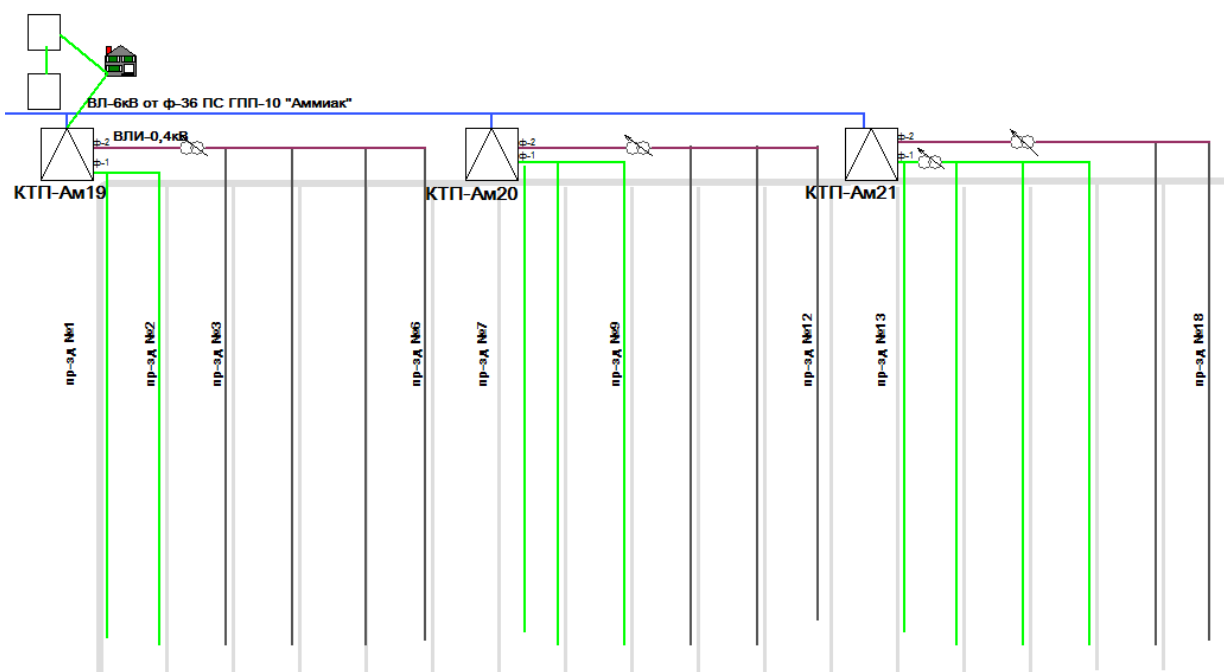 ВЛ-6кВ от ф-36 ПС ГПП-10 "Аммиак"
ВЛИ-0,4кВ
ф-2
ф-1
КТП-Ам19
ф-2
ф-1
КТП-Ам20
ф-2
ф-1
КТП-Ам21
пр-зд №1
пр-зд №2
пр-зд №3
пр-зд №6
пр-зд №7
пр-зд №9
пр-зд №12
пр-зд №13
пр-зд №18